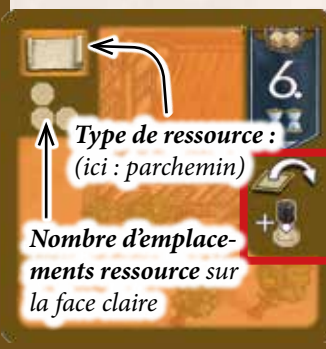 6.
Type de ressource :
(ici : parchemin)
+
Nombre d'emplace-
ments ressource sur
la face claire